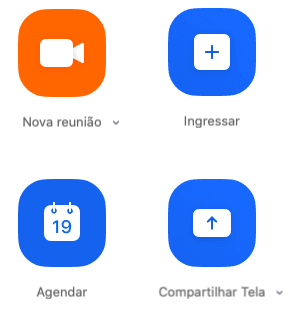 Nova reunião
Ingressar
19
Agendar
Compartilhar Tela